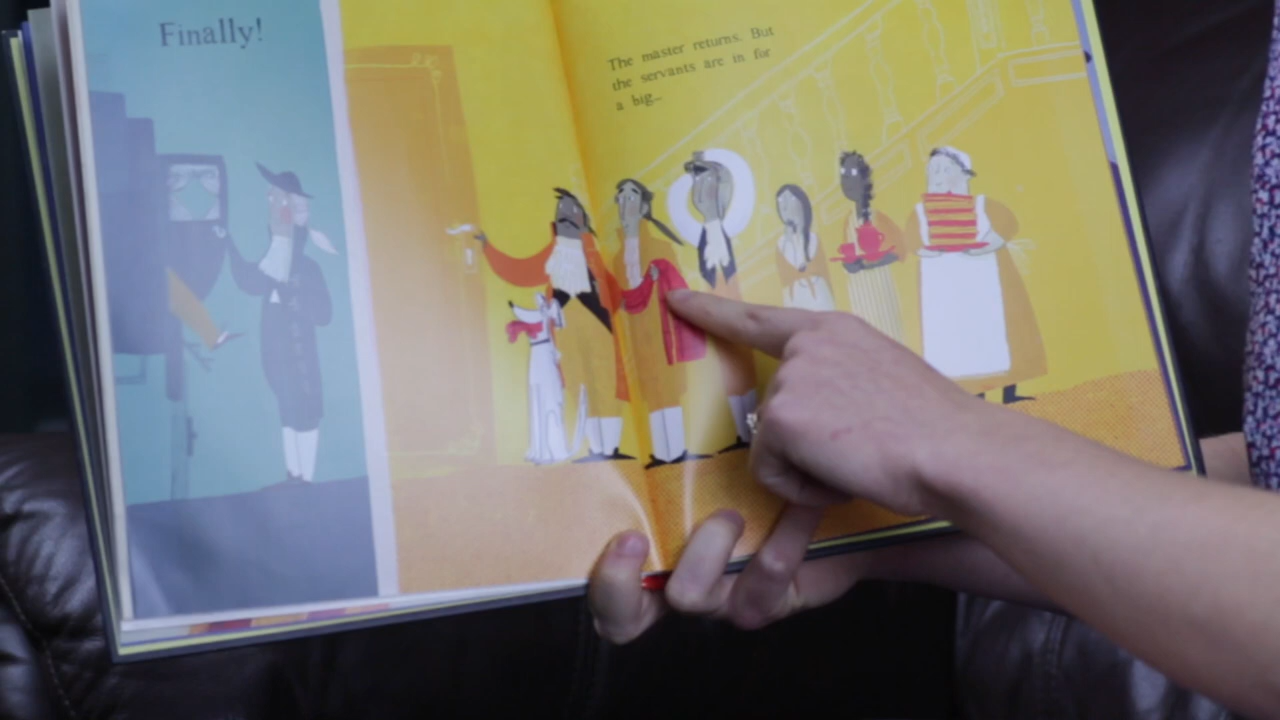 Finally!
The master returns. But
the servants are in for
a big...